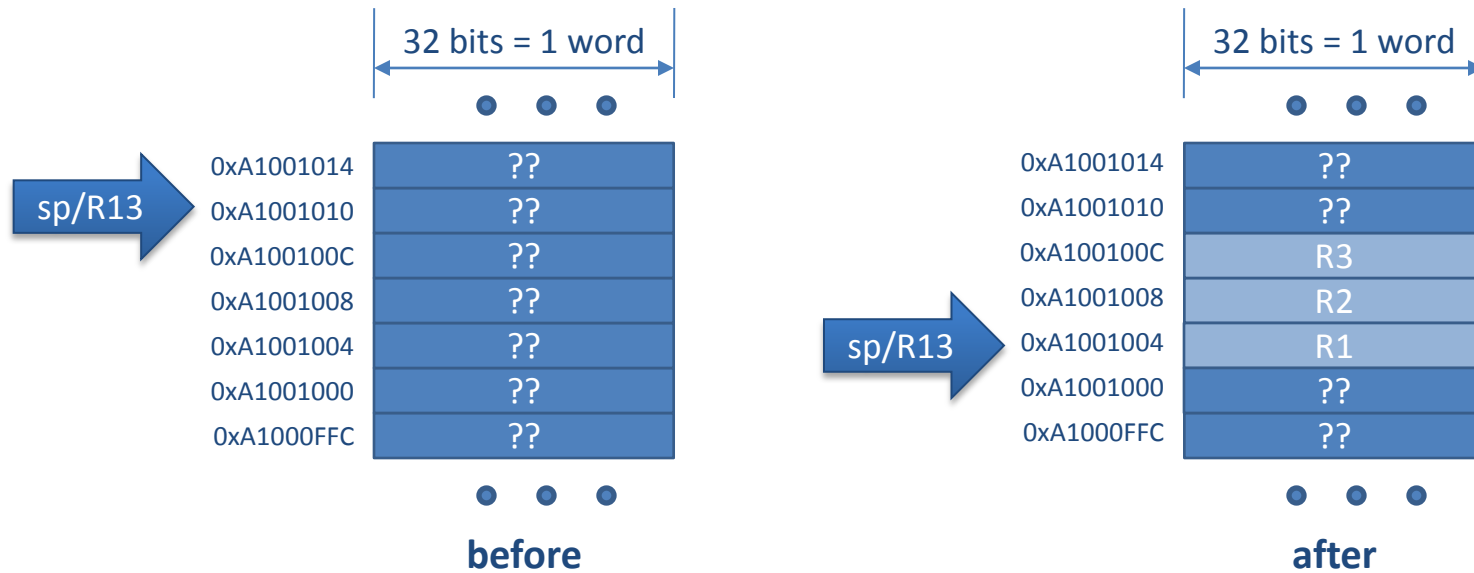 32 bits = 1 word
0xA1001014 ??
sp/R13
0xA1001010 ??
0xA100100C ??
0xA1001008 ??
0xA1001004 ??
0xA1001000 ??
0xA1000FFC ??
before
32 bits = 1 word
0xA1001014 ??
0xA1001010 ??
0xA100100C R3
0xA1001008 R2
sp/R13
0xA1001004 R1
0xA1001000 ??
0xA1000FFC ??
after